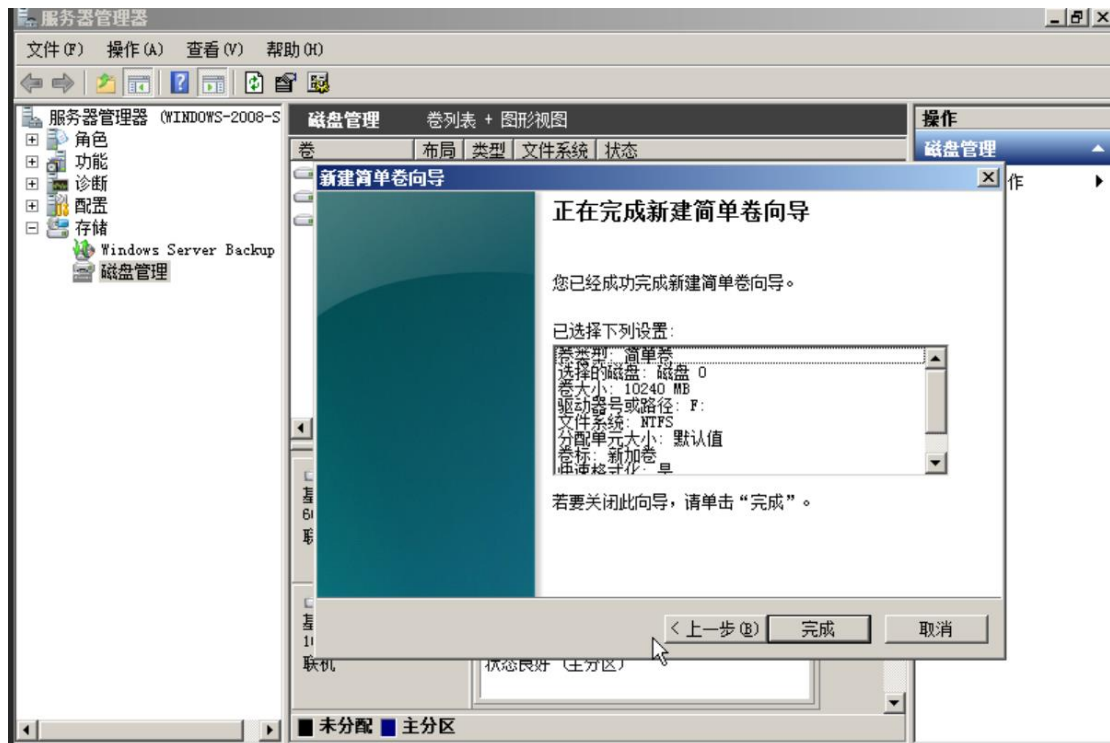 服务器管理器
文件(F) 操作(A) 查看(V) 帮助(H)
服务器管理器 (WINDOWS-2008-S
角色
功能
诊断
配置
存储
Windows Server Backup
磁盘管理
磁盘管理 卷列表 + 图形视图
卷 布局 类型 文件系统 状态
操作
磁盘管理
作
新建简单卷向导
正在完成新建简单卷向导
您已经成功完成新建简单卷向导。
已选择下列设置:
卷类型: 简单卷
选择的磁盘: 磁盘 0
卷大小: 10240 MB
驱动器号或路径: F:
文件系统: NTFS
分配单元大小: 默认值
卷标: 新加卷
快速格式化: 是
若要关闭此向导，请单击“完成”。
< 上一步(B) 完成 取消
基
联机
状态良好 (主分区)
未分配 主分区